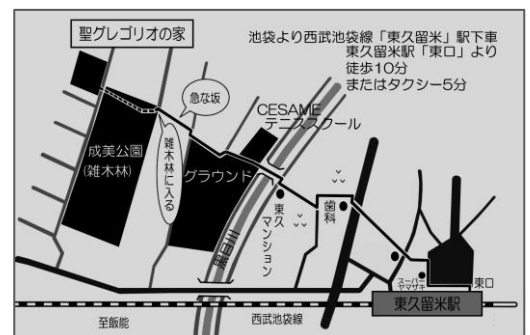 聖グレゴリオの家
池袋より西武池袋線「東久留米」駅下車
東久留米駅「東口」より
徒歩10分
またはタクシー5分
急な坂
CESAME
テニススクール
成美公園
(雑木林)
雑木林に入る
グラウンド
黒目川
東久マンション
歯科
スーパー
ヤマザキ
東口
東久留米駅
至飯能
西武池袋線